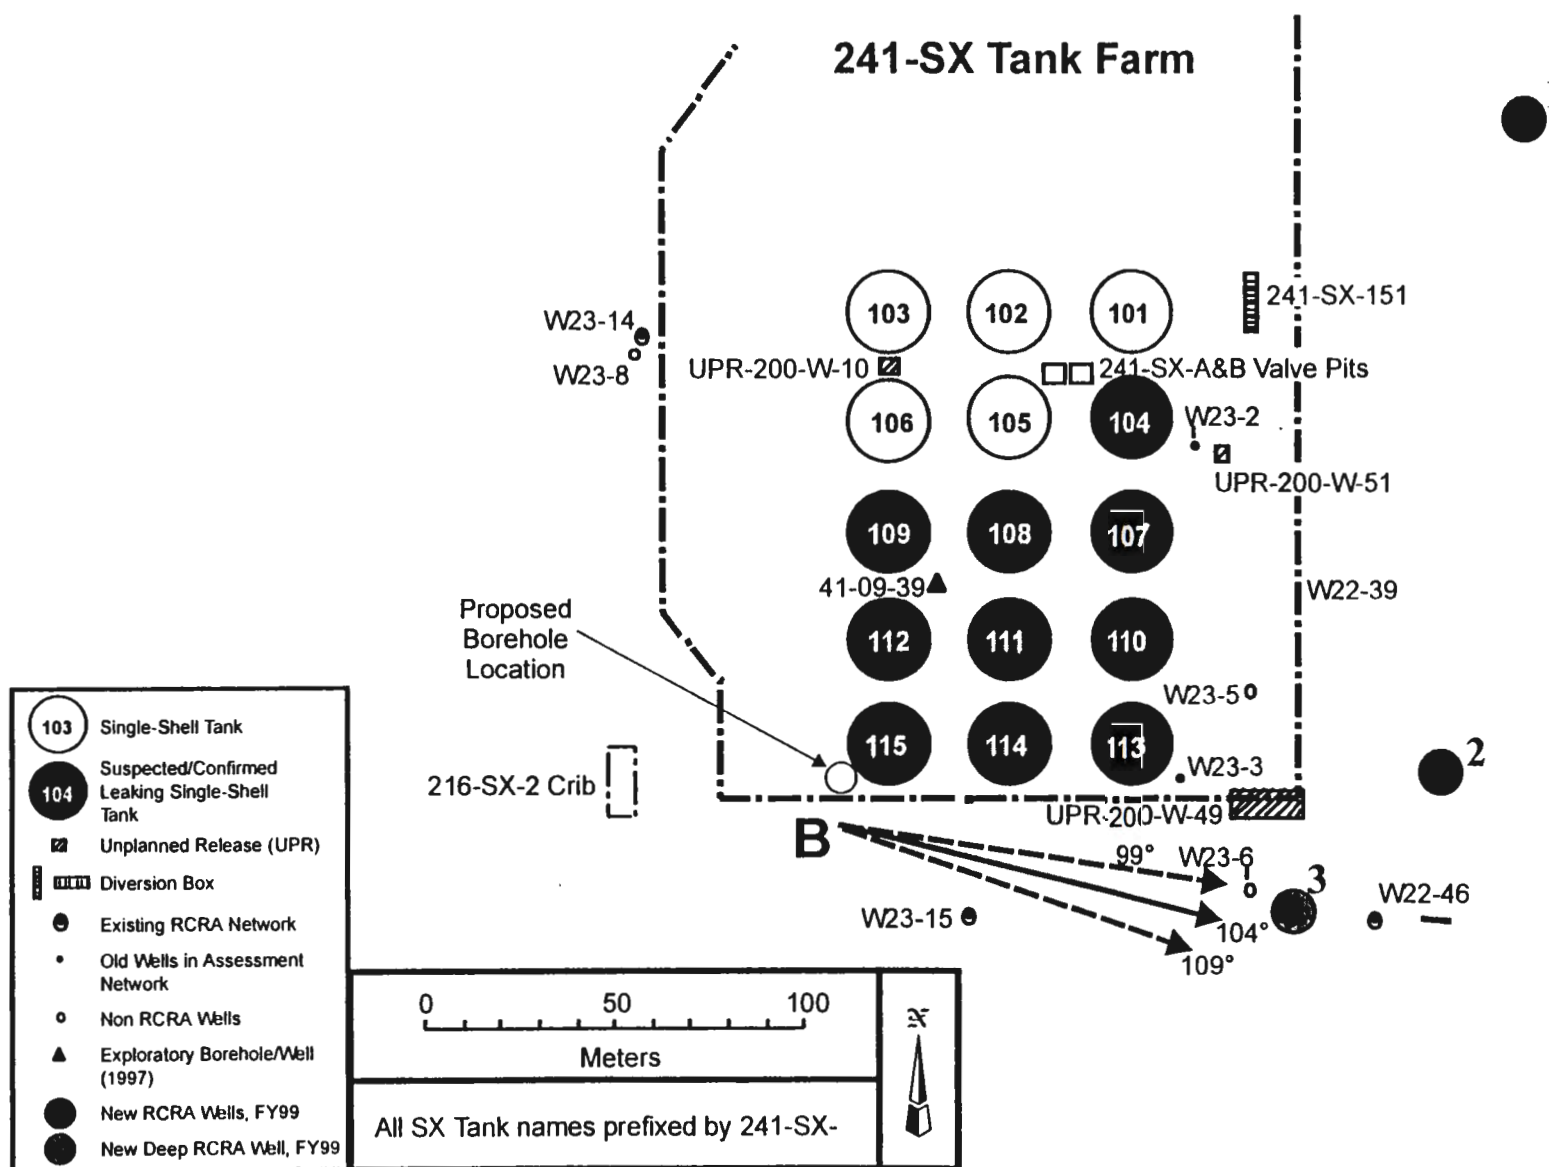 241-SX Tank Farm
103
102
101
241-SX-151
W23-14
W23-8
UPR-200-W-10
241-SX-A&B Valve Pits
106
105
104
W23-2
UPR-200-W-51
109
108
107
41-09-39
W22-39
Proposed
Borehole
Location
112
111
110
W23-5
115
114
113
W23-3
2
216-SX-2 Crib
UPR-200-W-49
B
99°
W23-6
3
W22-46
W23-15
104°
109°
103 Single-Shell Tank
104 Suspected/Confirmed
Leaking Single-Shell
Tank
Unplanned Release (UPR)
Diversion Box
Existing RCRA Network
Old Wells in Assessment
Network
Non RCRA Wells
Exploratory Borehole/Well
(1997)
New RCRA Wells, FY99
New Deep RCRA Well, FY99
0 50 100
Meters
N
All SX Tank names prefixed by 241-SX-